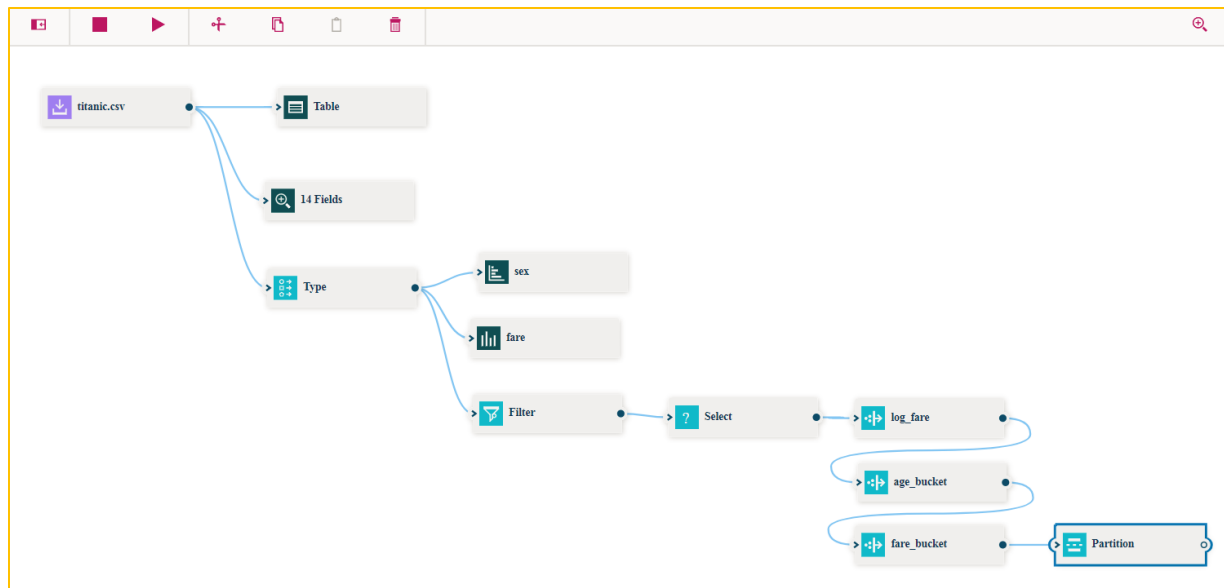 titanic.csv
Table
14 Fields
Type
sex
fare
Filter
? Select
log_fare
age_bucket
fare_bucket
Partition